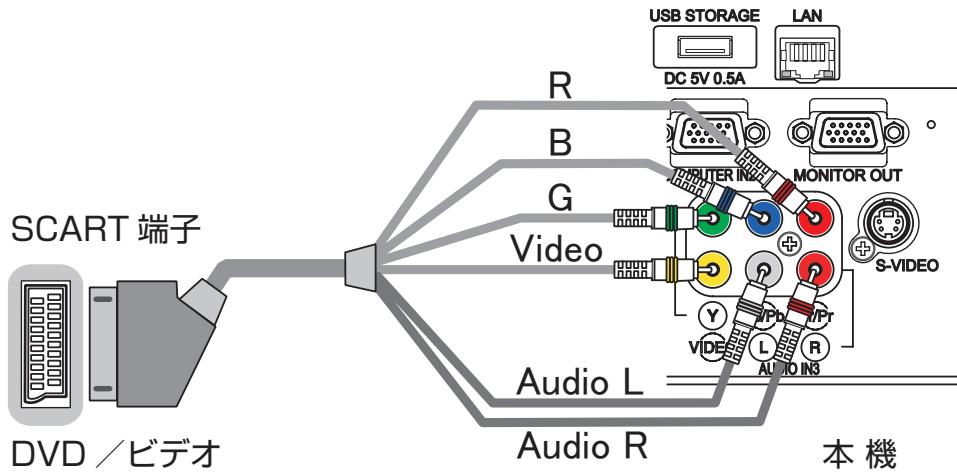 USB STORAGE
LAN
DC 5V 0.5A
R
B
G
Video
MONITOR OUT
SCART 端子
S-VIDEO
Y
R
L
AUDIO IN3
Audio L
Audio R
DVD ／ビデオ
本 機